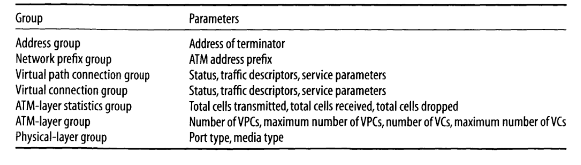 Group Parameters
Address group Address of terminator
Network prefix group ATM address prefix
Virtual path connection group Status, traffic descriptors, service parameters
Virtual connection group Status, traffic descriptors, service parameters
ATM-layer statistics group Total cells transmitted, total cells received, total cells dropped
ATM-layer group Number of VPCs, maximum number of VPCs, number of VCs, maximum number of VCs
Physical-layer group Port type, media type